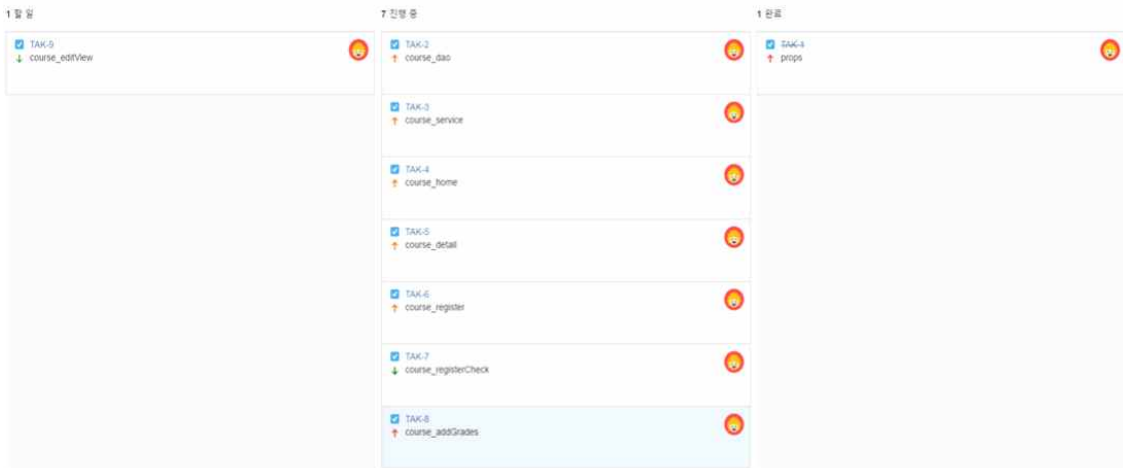 1 할 일
TAK-9
course_editView
7 진행 중
TAK-2
course_dao
TAK-3
course_service
TAK-4
course_home
TAK-5
course_detail
TAK-6
course_register
TAK-7
course_registerCheck
TAK-8
course_addGrades
1 완료
TAK-1
props